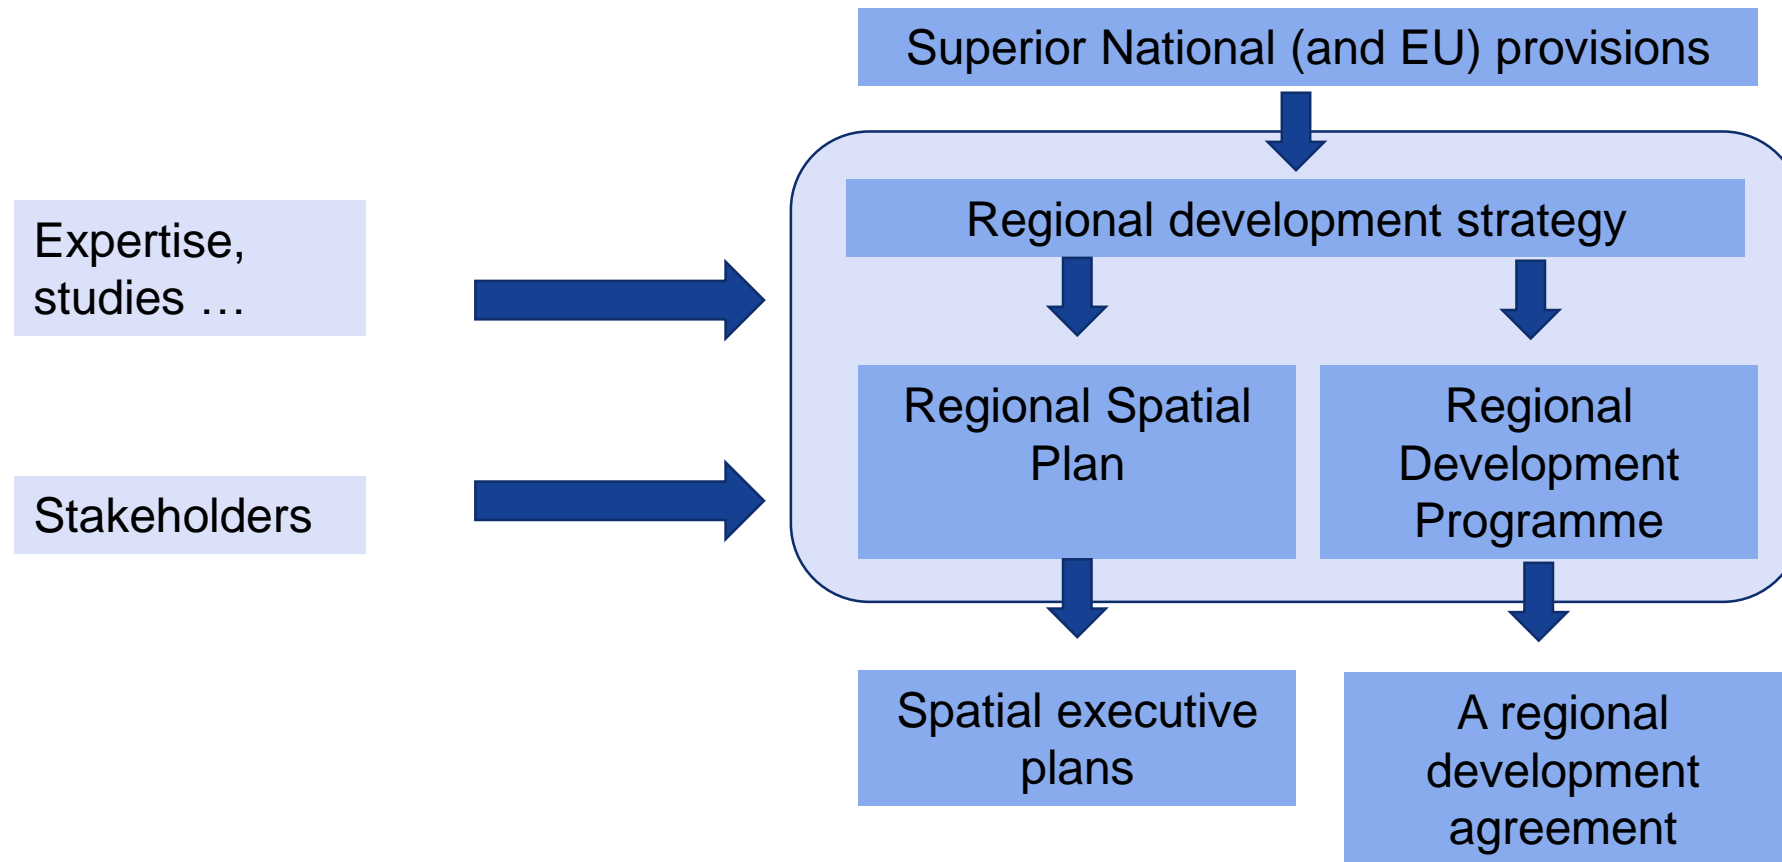 Superior National (and EU) provisions
Regional development strategy
Expertise,
studies …
Regional Spatial
Plan
Regional
Development
Programme
Stakeholders
Spatial executive
plans
A regional
development
agreement